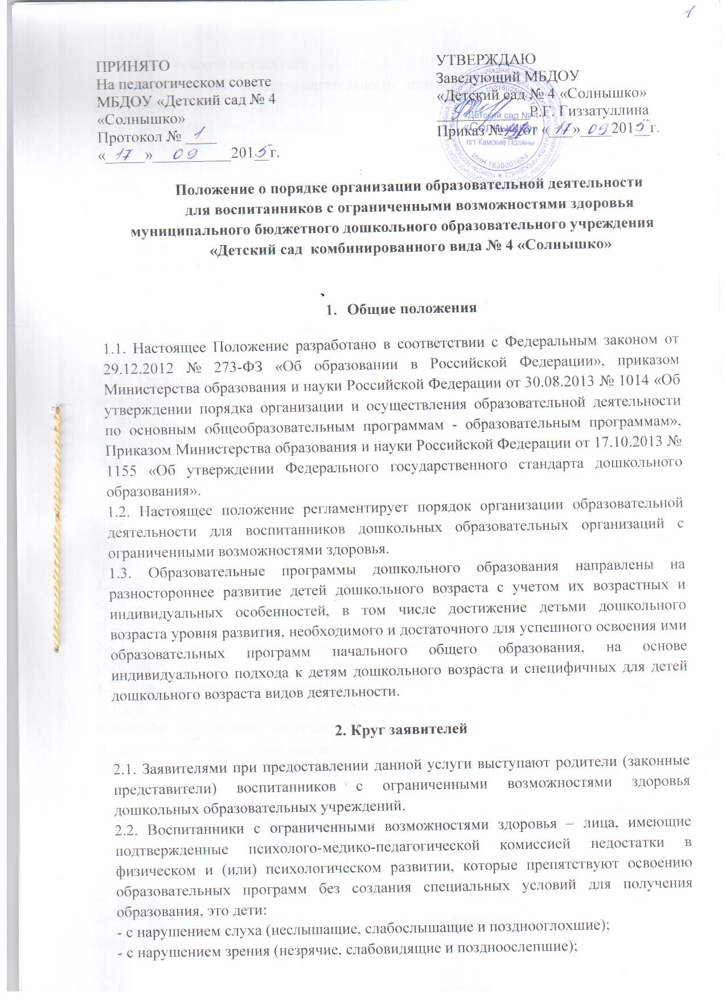 1
ПРИНЯТО
На педагогическом совете
МБДОУ «Детский сад № 4
«Солнышко»
Протокол № 1
«17» 09 2015 г.
УТВЕРЖДАЮ
Заведующий МБДОУ
«Детский сад № 4 «Солнышко»
Р.Г. Гиззатуллина
Приказ № от « 17 » 09 2015 г.
«Детский сад № 4
«Солнышко»
пгт Камские Поляны
ИНН 1630001654
Положение о порядке организации образовательной деятельности
для воспитанников с ограниченными возможностями здоровья
муниципального бюджетного дошкольного образовательного учреждения
«Детский сад комбинированного вида № 4 «Солнышко»
1. Общие положения
1.1. Настоящее Положение разработано в соответствии с Федеральным законом от
29.12.2012 № 273-ФЗ «Об образовании в Российской Федерации», приказом
Министерства образования и науки Российской Федерации от 30.08.2013 № 1014 «Об
утверждении порядка организации и осуществления образовательной деятельности
по основным общеобразовательным программам - образовательным программам»,
Приказом Министерства образования и науки Российской Федерации от 17.10.2013 №
1155 «Об утверждении Федерального государственного стандарта дошкольного
образования».
1.2. Настоящее положение регламентирует порядок организации образовательной
деятельности для воспитанников дошкольных образовательных организаций с
ограниченными возможностями здоровья.
1.3. Образовательные программы дошкольного образования направлены на
разностороннее развитие детей дошкольного возраста с учетом их возрастных и
индивидуальных особенностей, в том числе достижение детьми дошкольного
возраста уровня развития, необходимого и достаточного для успешного освоения ими
образовательных программ начального общего образования, на основе
индивидуального подхода к детям дошкольного возраста и специфичных для детей
дошкольного возраста видов деятельности.
2. Круг заявителей
2.1. Заявителями при предоставлении данной услуги выступают родители (законные
представители) воспитанников с ограниченными возможностями здоровья
дошкольных образовательных учреждений.
2.2. Воспитанники с ограниченными возможностями здоровья – лица, имеющие
подтвержденные психолого-медико-педагогической комиссией недостатки в
физическом и (или) психологическом развитии, которые препятствуют освоению
образовательных программ без создания специальных условий для получения
образования, это дети:
- с нарушением слуха (неслышащие, слабослышащие и позднооглохшие);
- с нарушением зрения (незрячие, слабовидящие и поздноослепшие);